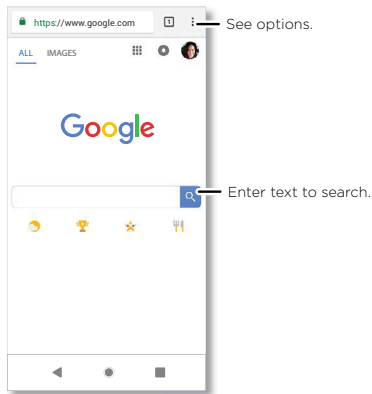 https://www.google.com 1
See options.
ALL IMAGES
Google
Enter text to search.